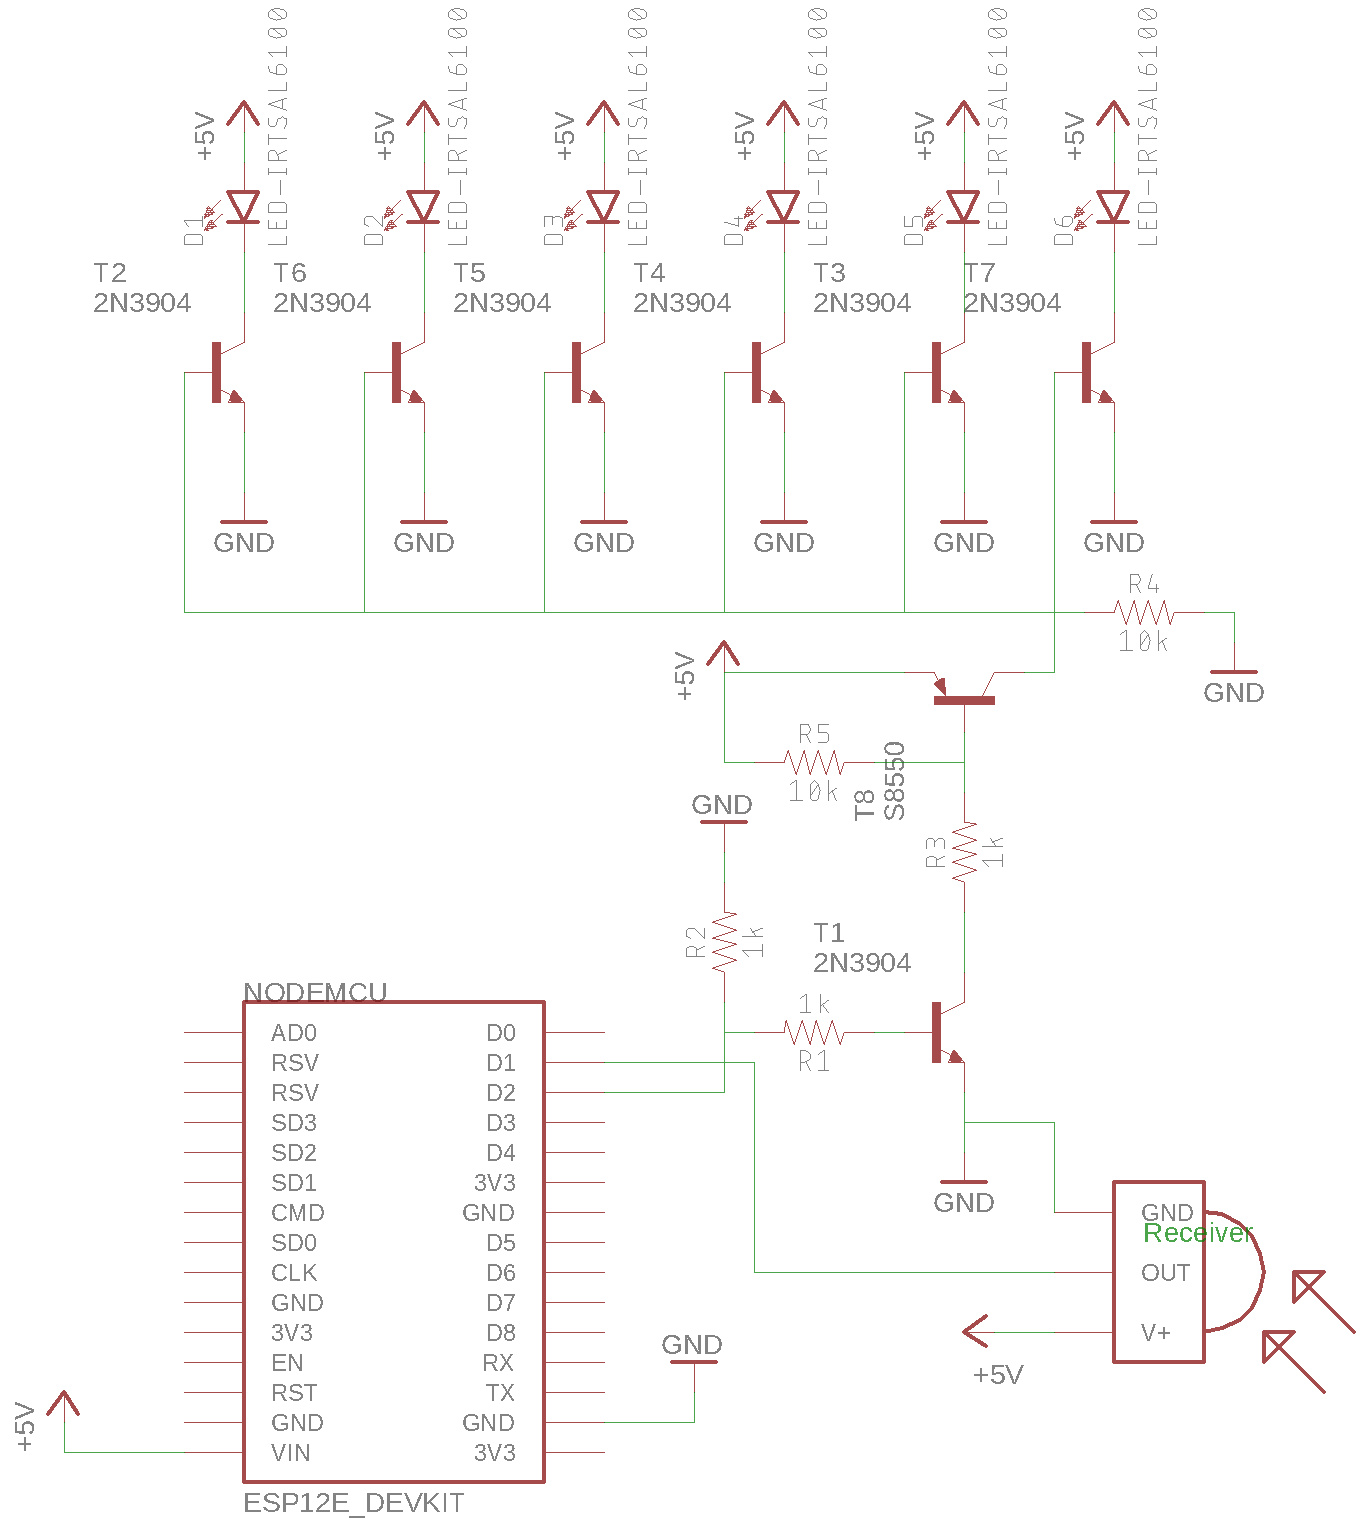 +5V
LED-IRTSAL6100
+5V
LED-IRTSAL6100
+5V
LED-IRTSAL6100
+5V
LED-IRTSAL6100
+5V
LED-IRTSAL6100
+5V
LED-IRTSAL6100
D1
D2
D3
D4
D5
D6
T2
2N3904
T6
2N3904
T5
2N3904
T4
2N3904
T3
2N3904
T7
2N3904
GND
GND
GND
GND
GND
GND
R4
10k
GND
+5V
R5
10k
T8
S8550
GND
R3
1k
R2
1k
T1
2N3904
1k
R1
NODEMCU
AD0
RSV
RSV
SD3
SD2
SD1
CMD
SD0
CLK
GND
3V3
EN
RST
GND
VIN
D0
D1
D2
D3
D4
3V3
GND
D5
D6
D7
D8
RX
TX
GND
3V3
ESP12E_DEVKIT
+5V
GND
GND
GND
Receiver
OUT
V+
+5V